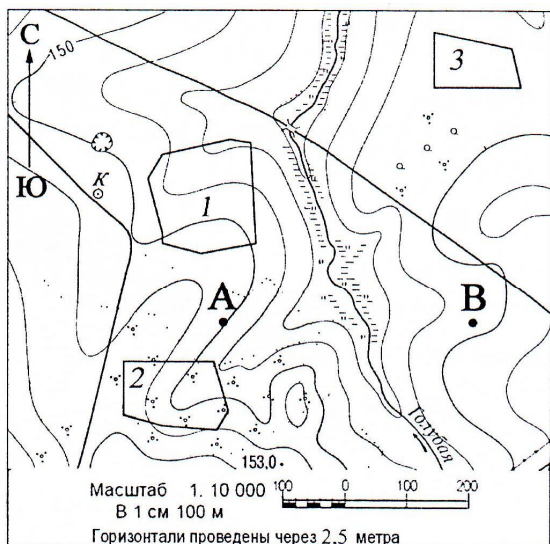 С
150
3
К
Ю
1
А
В
2
Голубая
153,0
Масштаб 1. 10 000
100 0 100 200
В 1 см 100 м
Горизонтали проведены через 2,5 метра